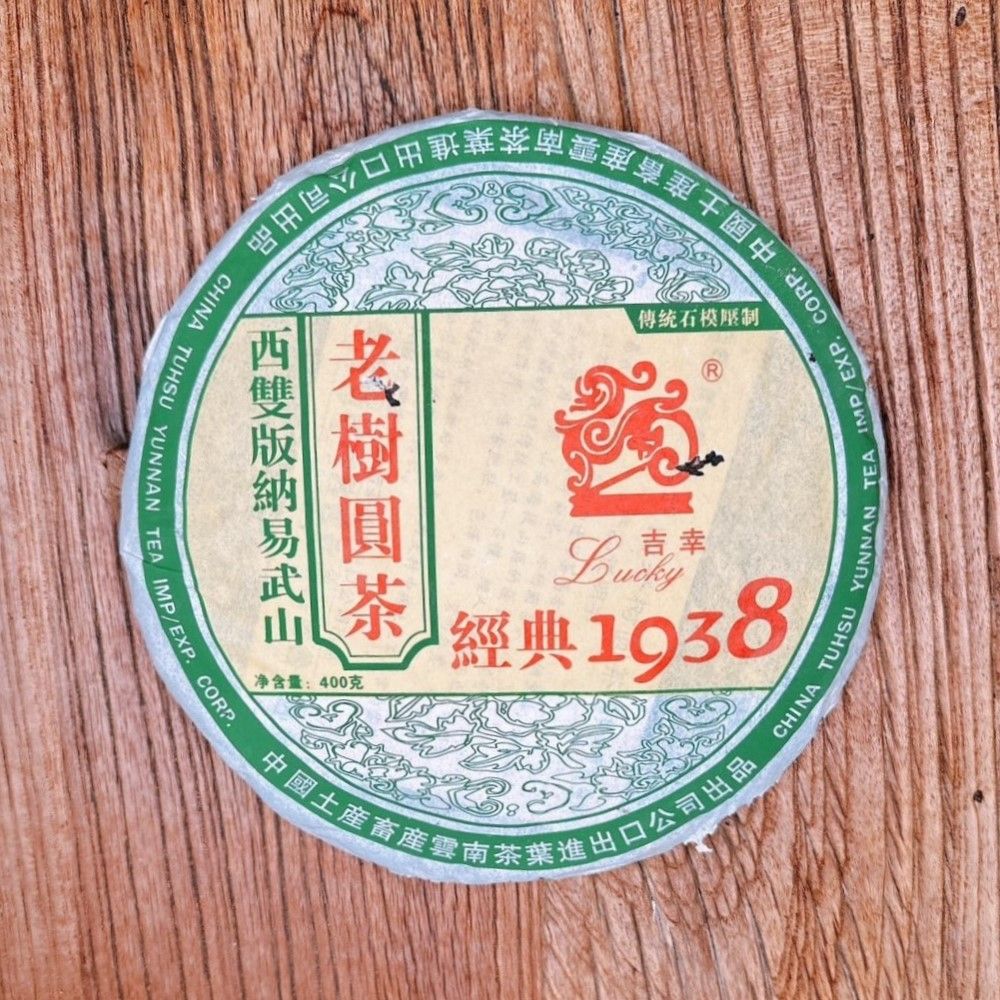 中國土產畜產雲南茶葉進出口公司出品
CHINA TUHSU YUNNAN TEA IMP/EXP. CORP.
CHINA TUHSU YUNNAN TEA IMP/EXP. CORP.
傳統石模壓制
西雙版納易武山
老樹圓茶
®
吉幸
Lucky
經典1938
净含量：400克
中國土產畜產雲南茶葉進出口公司出品